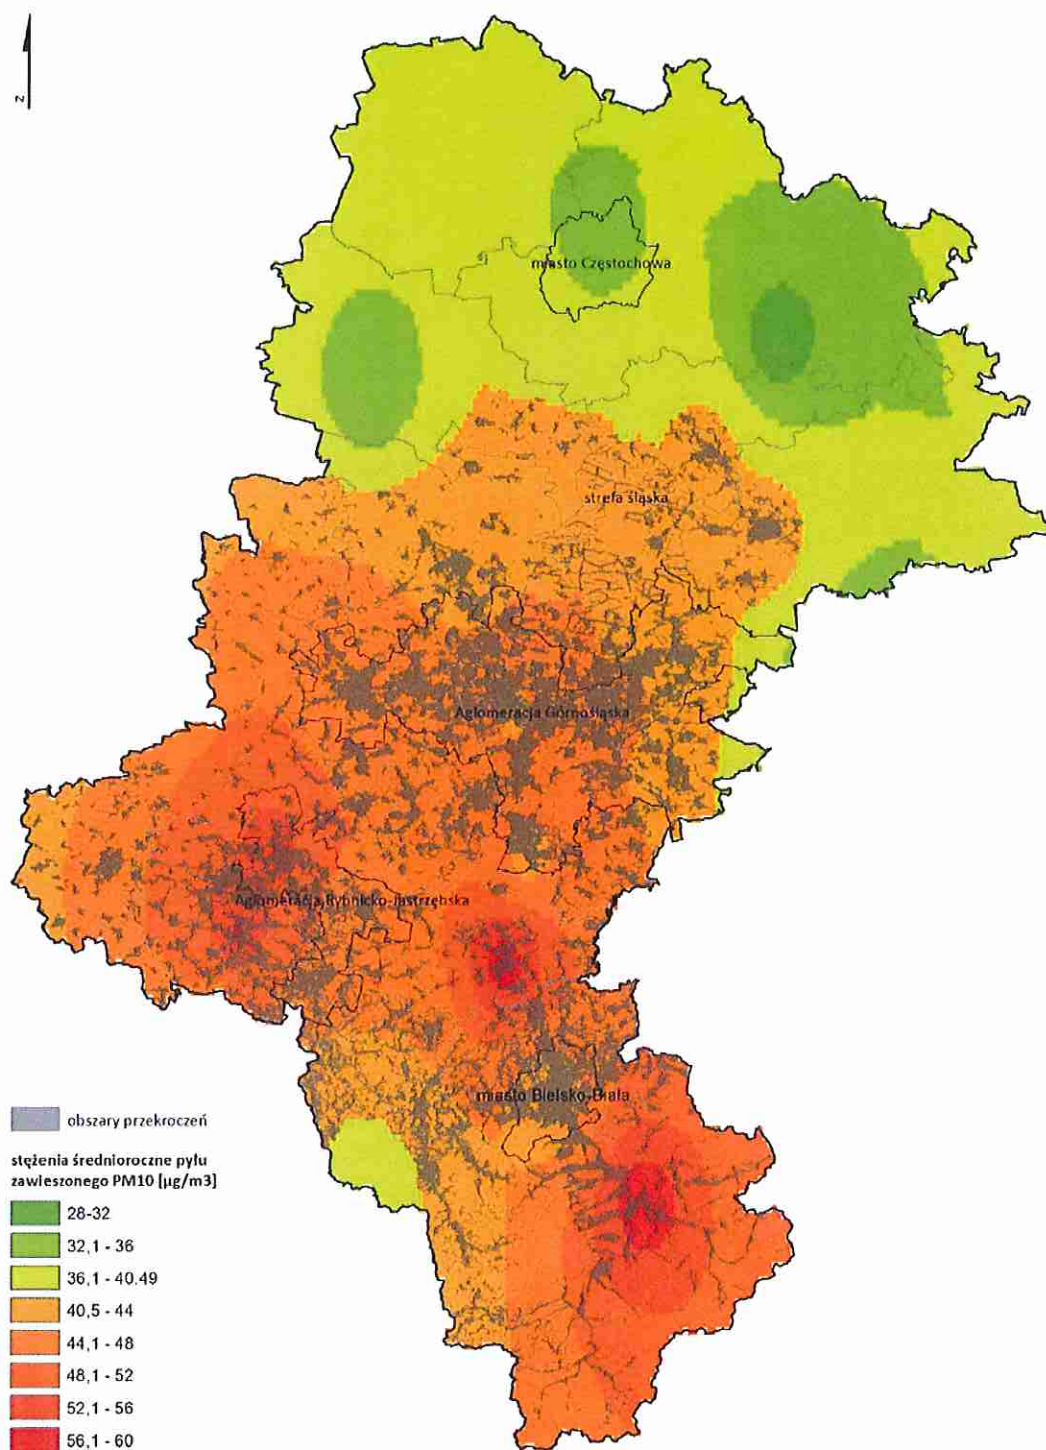 z
miasto Częstochowa
strefa śląska
Aglomeracja Górnośląska
Aglomeracja Rybnicko-Jastrzębska
miasto Bielsko-Biała
obszary przekroczeń
stężenia średnioroczne pyłu
zawieszonego PM10 [µg/m3]
28-32
32,1 - 36
36,1 - 40.49
40,5 - 44
44,1 - 48
48,1 - 52
52,1 - 56
56,1 - 60